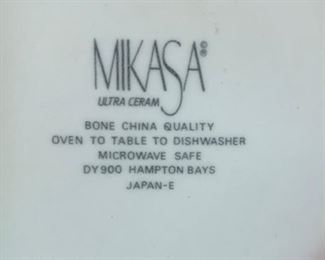 MIKASA®©
ULTRA CERAM
BONE CHINA QUALITY
OVEN TO TABLE TO DISHWASHER
MICROWAVE SAFE
DY900 HAMPTON BAYS
JAPAN-E